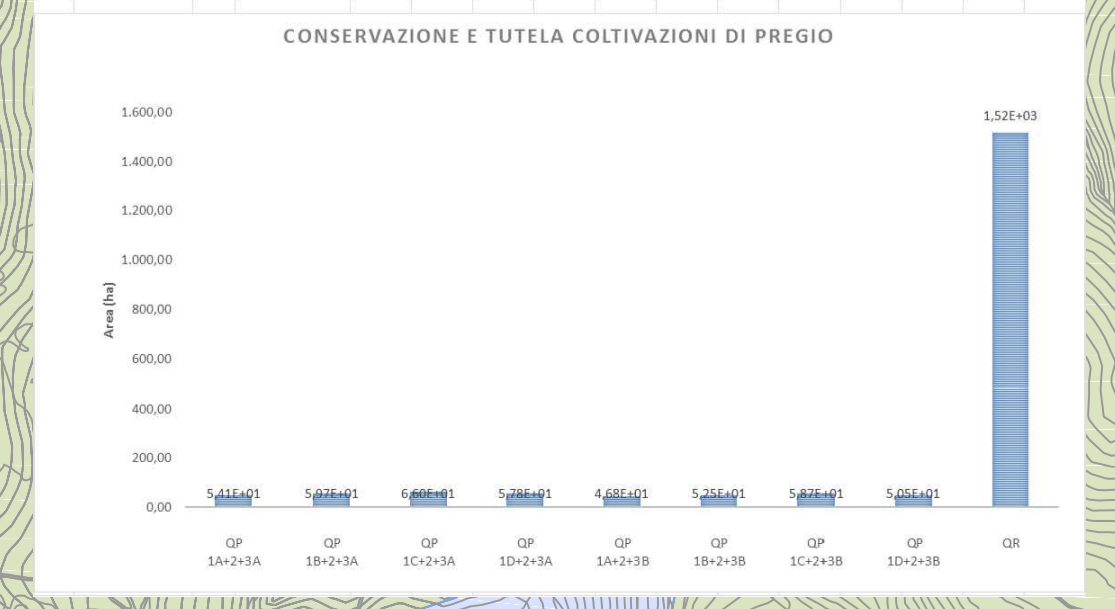 CONSERVAZIONE E TUTELA COLTIVAZIONI DI PREGIO
1.600,00
1.400,00
1.200,00
1.000,00
800,00
600,00
400,00
200,00
0,00
Area (ha)
5,41E+01 5,97E+01 6,60E+01 5,78E+01 4,68E+01 5,25E+01 5,87E+01 5,05E+01 1,52E+03
QP QP QP QP QP QP QP QP QR
1A+2+3A 1B+2+3A 1C+2+3A 1D+2+3A 1A+2+3B 1B+2+3B 1C+2+3B 1D+2+3B